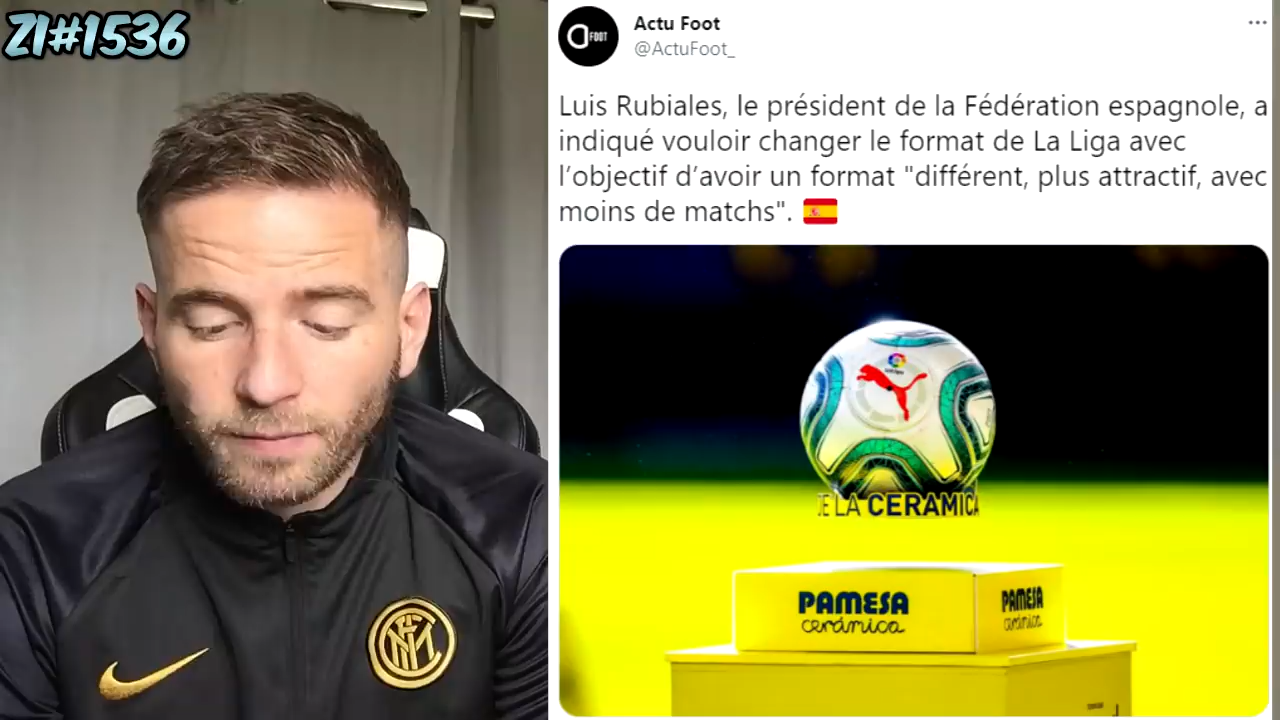 ZI#1536
FOOT
Actu Foot
@ActuFoot_
Luis Rubiales, le président de la Fédération espagnole, a
indiqué vouloir changer le format de La Liga avec
l’objectif d’avoir un format "différent, plus attractif, avec
moins de matchs".
DE LA CERAMICA
PAMESA
cerámica
PAMESA
cerámica